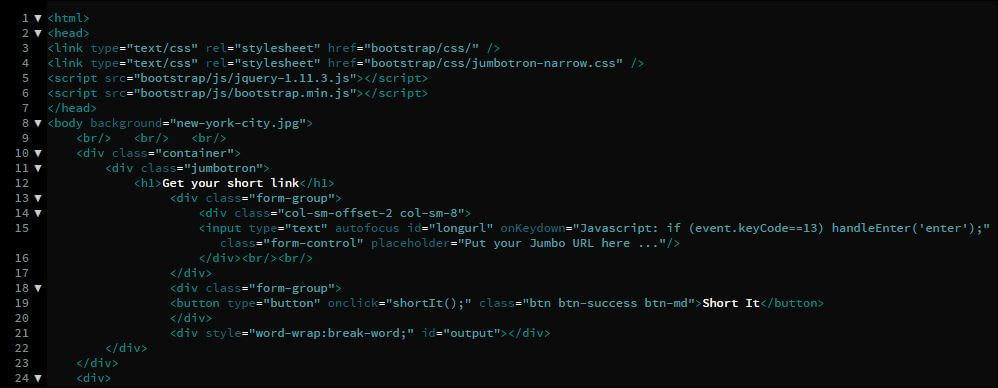 1 ▼ <html>
2 ▼ <head>
3 <link type="text/css" rel="stylesheet" href="bootstrap/css/" />
4 <link type="text/css" rel="stylesheet" href="bootstrap/css/jumbotron-narrow.css" />
5 <script src="bootstrap/js/jquery-1.11.3.js"></script>
6 <script src="bootstrap/js/bootstrap.min.js"></script>
7 </head>
8 ▼ <body background="new-york-city.jpg">
9 <br/> <br/> <br/>
10 ▼ <div class="container">
11 ▼ <div class="jumbotron">
12 <h1>Get your short link</h1>
13 ▼ <div class="form-group">
14 ▼ <div class="col-sm-offset-2 col-sm-8">
15 <input type="text" autofocus id="longurl" onKeydown="Javascript: if (event.keyCode==13) handleEnter('enter');"
class="form-control" placeholder="Put your Jumbo URL here ..."/>
16 </div><br/><br/>
17 </div>
18 ▼ <div class="form-group">
19 <button type="button" onclick="shortIt();" class="btn btn-success btn-md">Short It</button>
20 </div>
21 <div style="word-wrap:break-word;" id="output"></div>
22 </div>
23 </div>
24 ▼ <div>